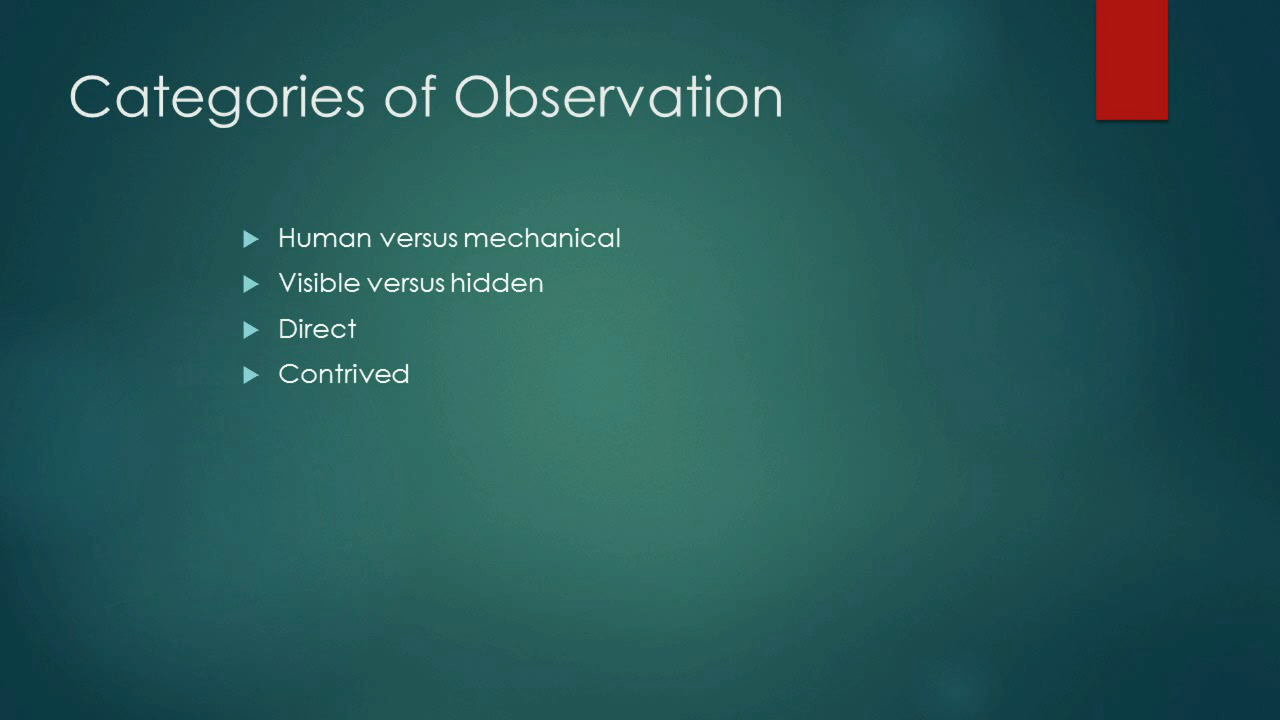 Categories of Observation
Human versus mechanical
Visible versus hidden
Direct
Contrived